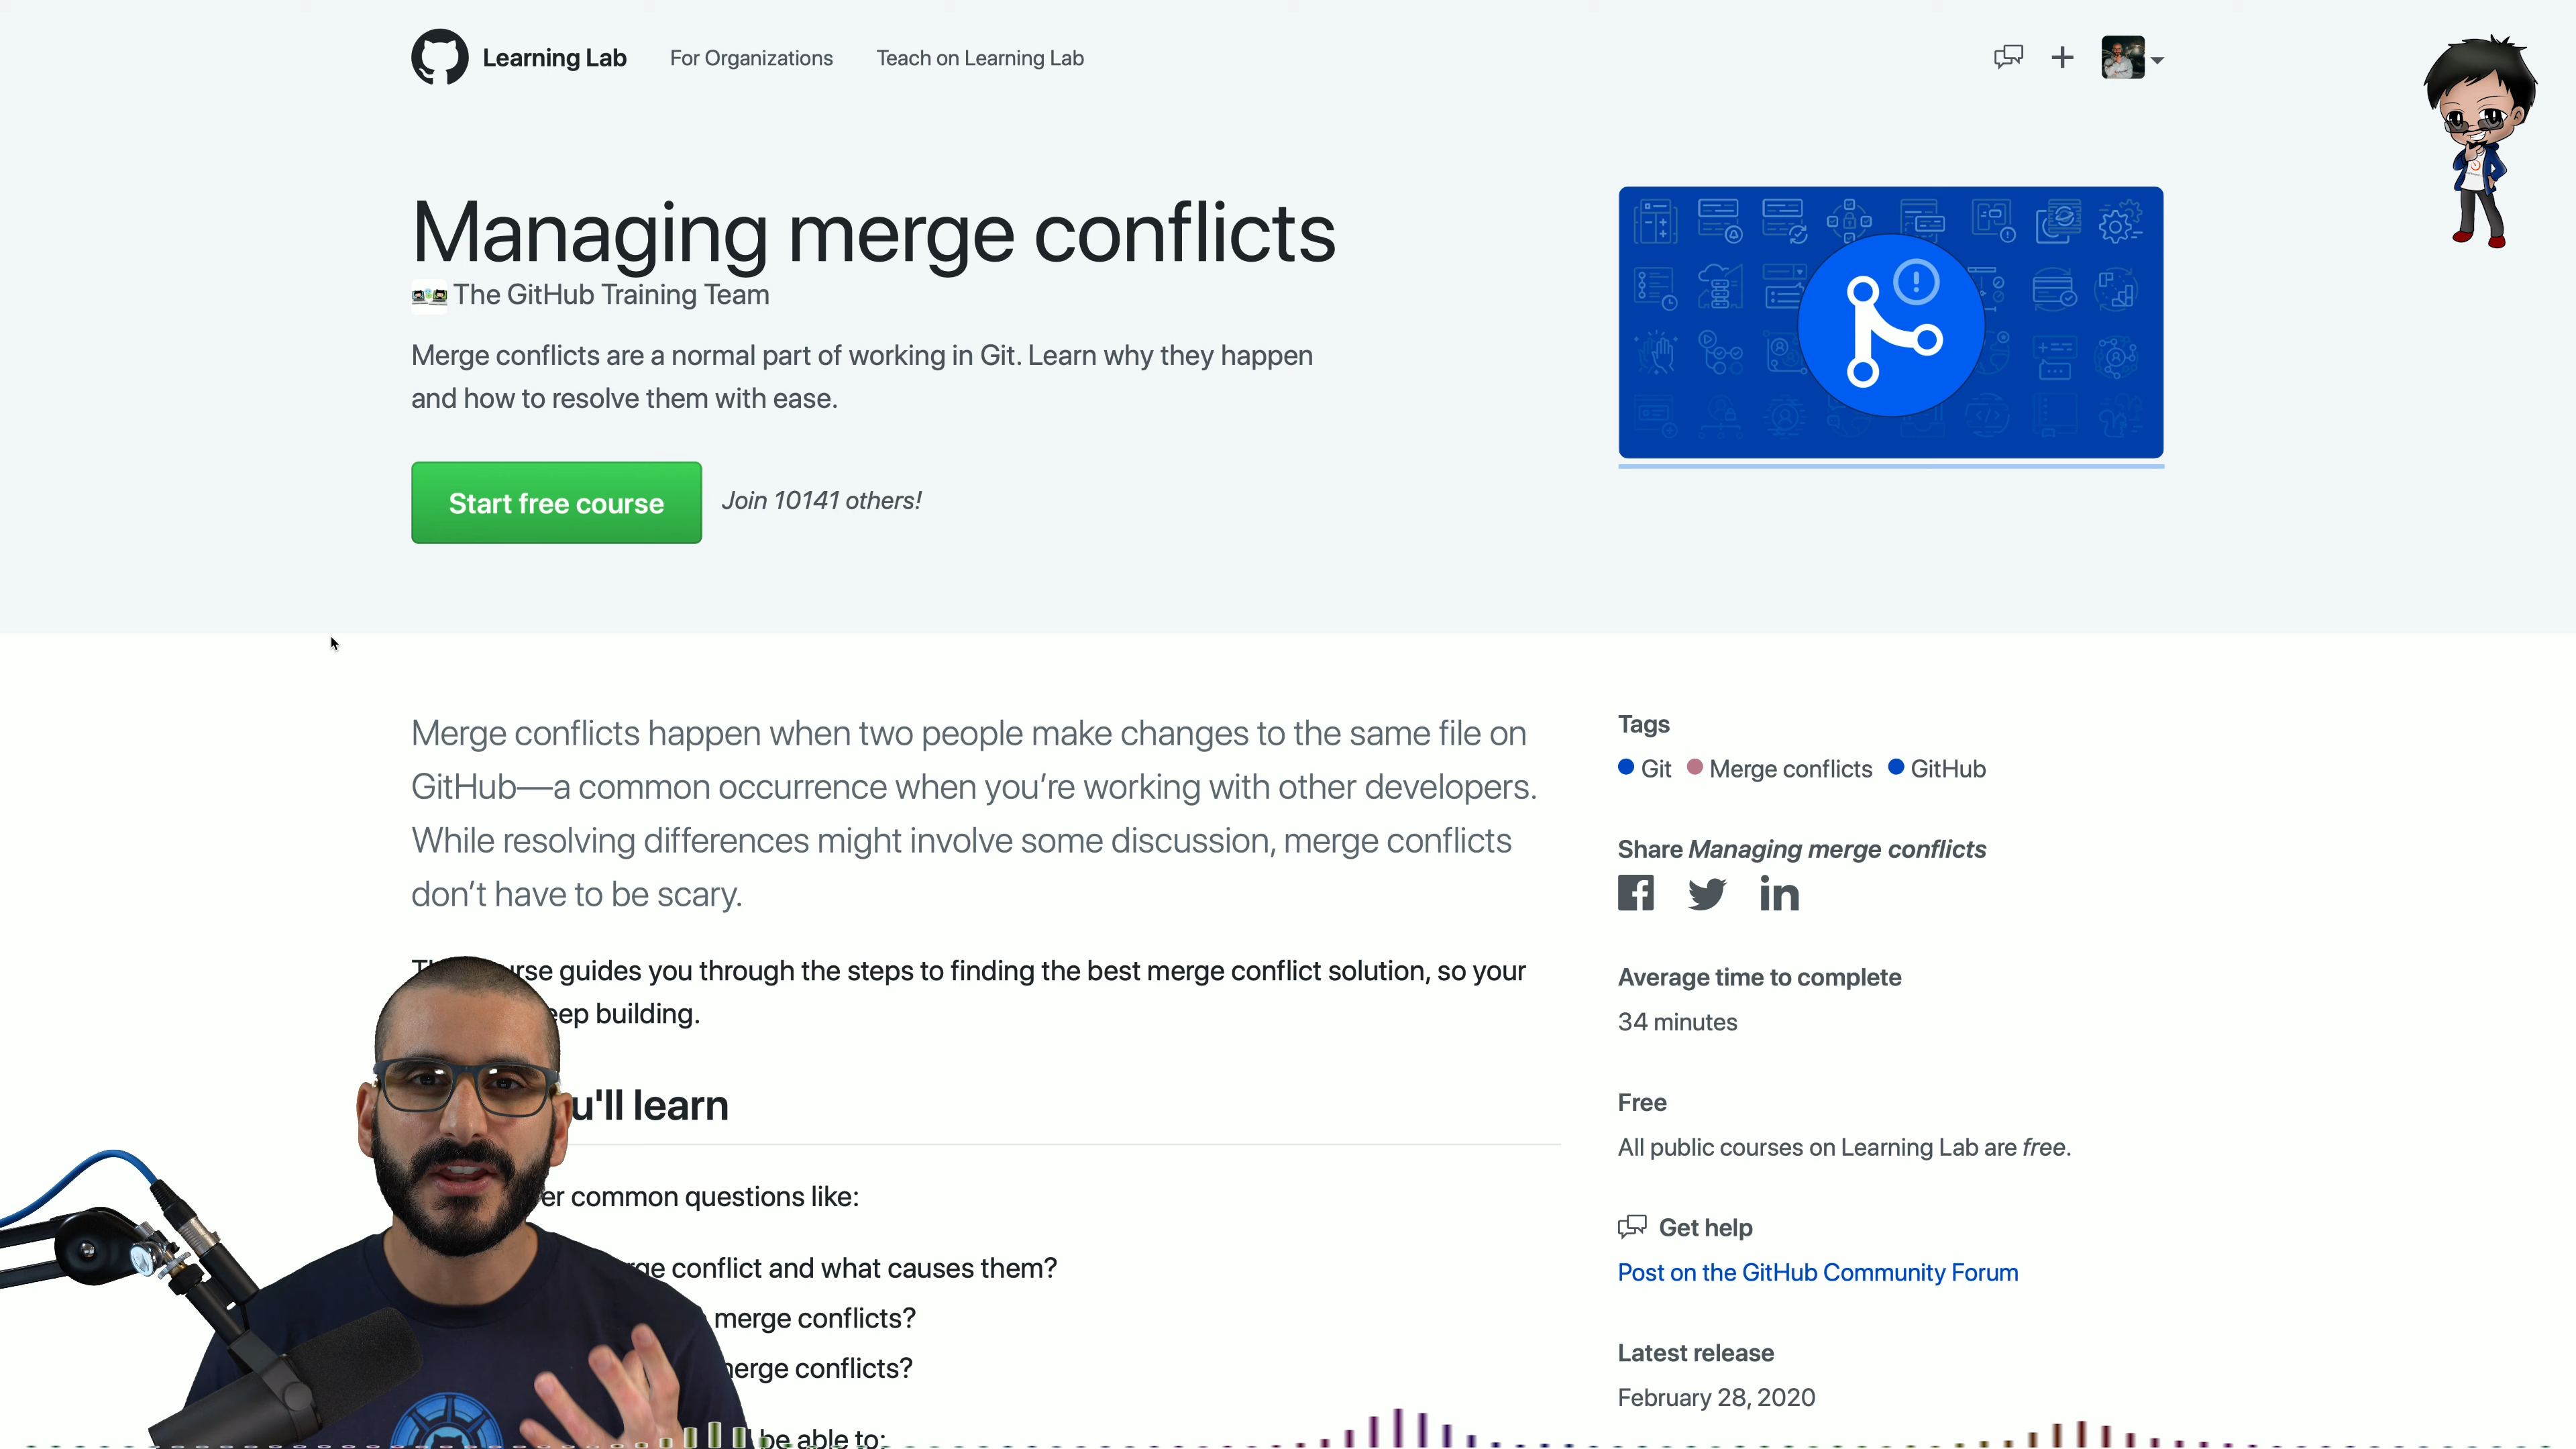 Learning Lab
For Organizations
Teach on Learning Lab
Managing merge conflicts
The GitHub Training Team
Merge conflicts are a normal part of working in Git. Learn why they happen
and how to resolve them with ease.
Start free course
Join 10141 others!
Merge conflicts happen when two people make changes to the same file on
GitHub—a common occurrence when you're working with other developers.
While resolving differences might involve some discussion, merge conflicts
don't have to be scary.
guides you through the steps to finding the best merge conflict solution, so your
building.
learn
common questions like:
conflict and what causes them?
merge conflicts?
conflicts?
be able to:
Tags
Git
Merge conflicts
GitHub
Share Managing merge conflicts
Average time to complete
34 minutes
Free
All public courses on Learning Lab are free.
Get help
Post on the GitHub Community Forum
Latest release
February 28, 2020